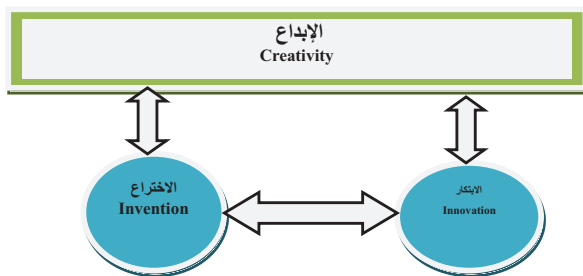 الإبداع
Creativity
الاختراع
Invention
الابتكار
Innovation